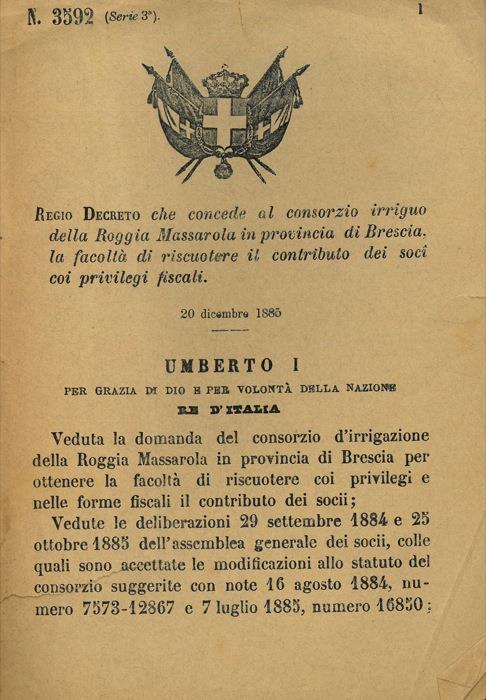 N. 3592 (Serie 3ª).
1
REGIO DECRETO che concede al consorzio irriguo
della Roggia Massarola in provincia di Brescia.
la facoltà di riscuotere il contributo dei socî
coi privilegi fiscali.
20 dicembre 1885
UMBERTO I
PER GRAZIA DI DIO E PER VOLONTÀ DELLA NAZIONE
RE D'ITALIA
Veduta la domanda del consorzio d'irrigazione
della Roggia Massarola in provincia di Brescia per
ottenere la facoltà di riscuotere coi privilegi e
nelle forme fiscali il contributo dei socii;
Vedute le deliberazioni 29 settembre 1884 e 25
ottobre 1885 dell'assemblea generale dei socii, colle
quali sono accettate le modificazioni allo statuto del
consorzio suggerite con note 16 agosto 1884, nu-
mero 7573-12867 e 7 luglio 1885, numero 16850;